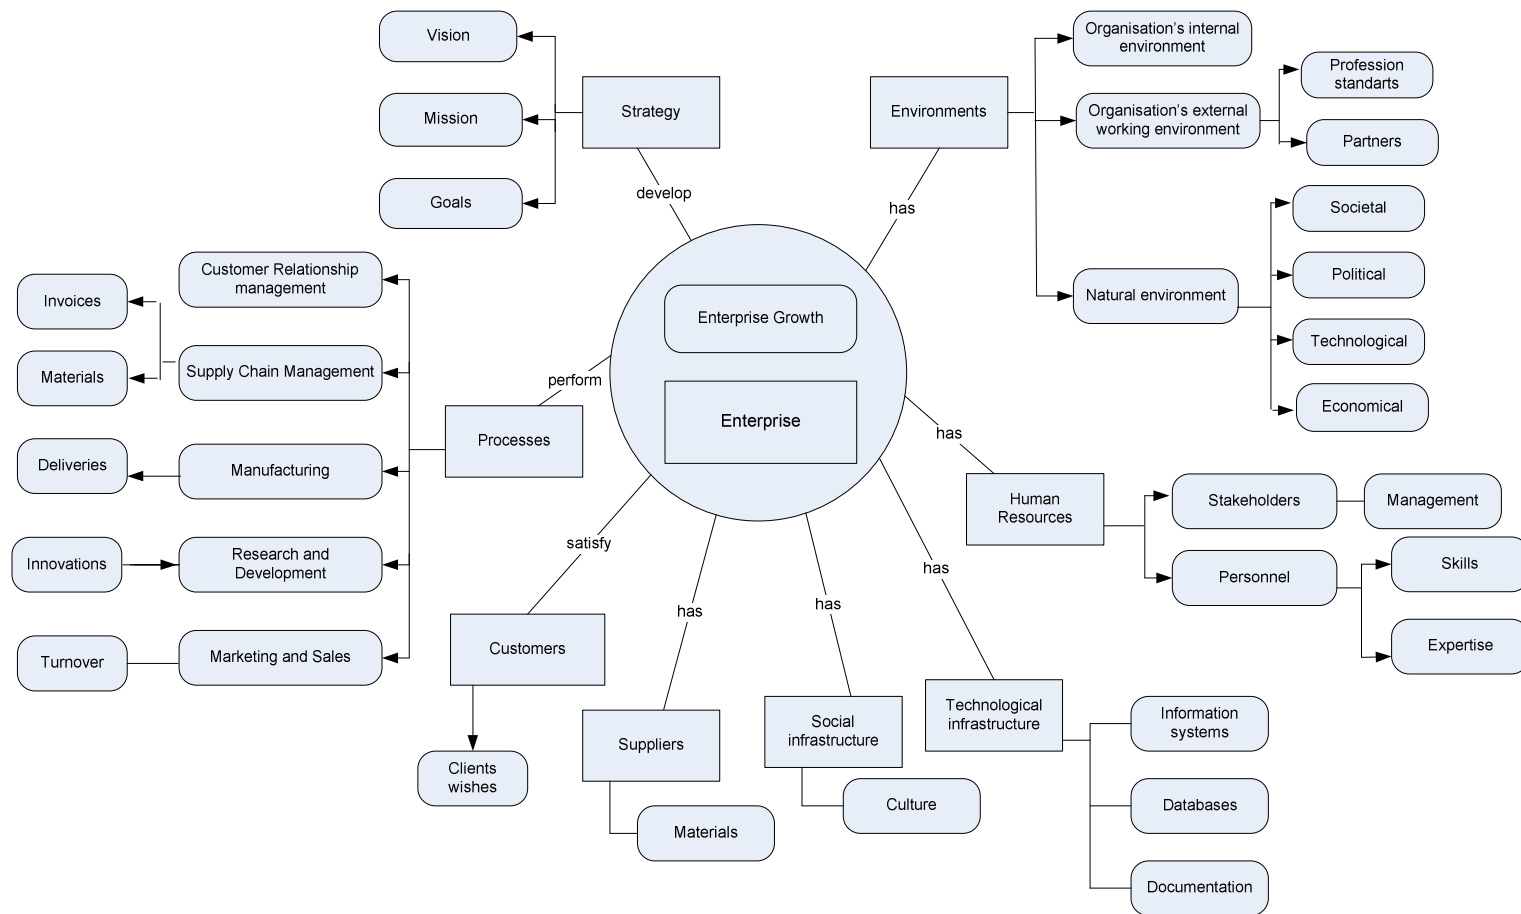 Vision
Mission
Goals
Strategy
develop
Environments
has
Organisation's internal
environment
Organisation's external
working environment
Profession
standarts
Partners
Natural environment
Societal
Political
Technological
Economical
Customer Relationship
management
Invoices
Supply Chain Management
Materials
Deliveries
Manufacturing
Innovations
Research and
Development
Turnover
Marketing and Sales
Processes
perform
Enterprise Growth
Enterprise
has
Human
Resources
Stakeholders
Management
Personnel
Skills
Expertise
satisfy
Customers
Clients
wishes
has
Suppliers
Materials
has
Social
infrastructure
Culture
has
Technological
infrastructure
Information
systems
Databases
Documentation